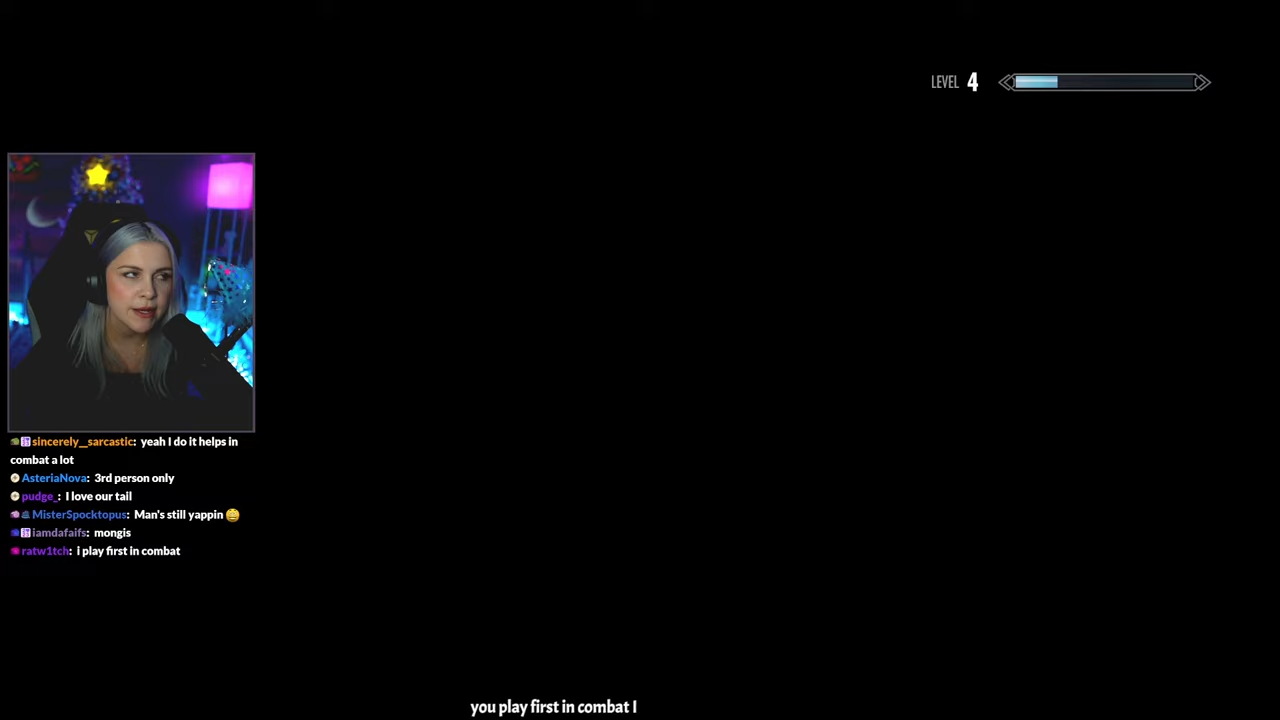 LEVEL 4
sincerely__sarcastic: yeah I do it helps in
combat a lot
AsteriaNova: 3rd person only
pudge_: I love our tail
MisterSpocktopus: Man's still yappin 😄
iamdafaifs: mongis
ratw1tch: i play first in combat
you play first in combat I